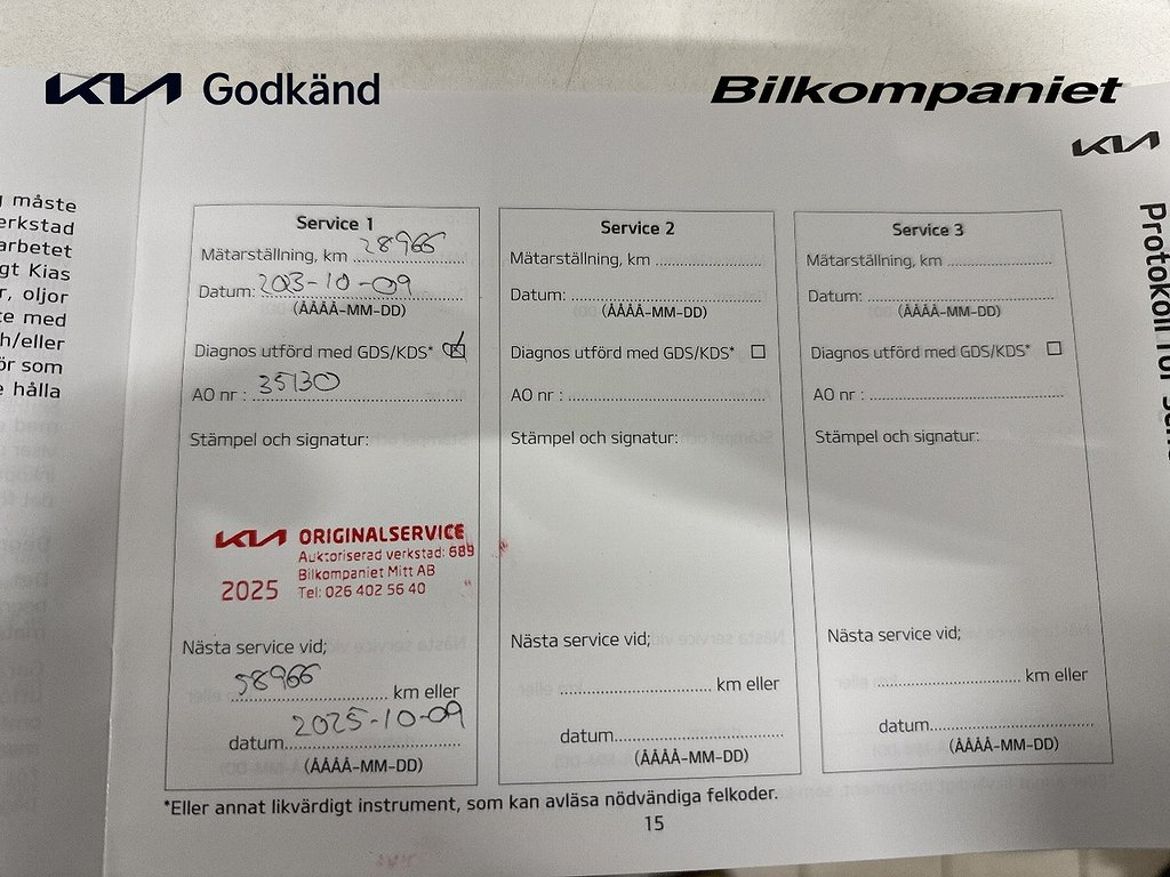 KIA Godkänd
Bilkompaniet
KIA
måste
erkstad
arbetet
gt Kias
r, oljor
te med
h/eller
ör som
e hålla
Service 1
Mätarställning, km 28966
Datum: 2023-10-09
(ÅÅÅÅ-MM-DD)
Diagnos utförd med GDS/KDS*
AO nr : 35130
Stämpel och signatur:
KIA ORIGINALSERVICE
Auktoriserad verkstad: 689
Bilkompaniet Mitt AB
2025 Tel: 026 402 56 40
Nästa service vid;
58966 km eller
datum 2025-10-09
(ÅÅÅÅ-MM-DD)
Service 2
Mätarställning, km
Datum:
(ÅÅÅÅ-MM-DD)
Diagnos utförd med GDS/KDS*
AO nr :
Stämpel och signatur:
Nästa service vid;
km eller
datum
(ÅÅÅÅ-MM-DD)
Service 3
Mätarställning, km
Datum:
(ÅÅÅÅ-MM-DD)
Diagnos utförd med GDS/KDS*
AO nr :
Stämpel och signatur:
Nästa service vid;
km eller
datum
(ÅÅÅÅ-MM-DD)
*Eller annat likvärdigt instrument, som kan avläsa nödvändiga felkoder.
15
Protokoll för